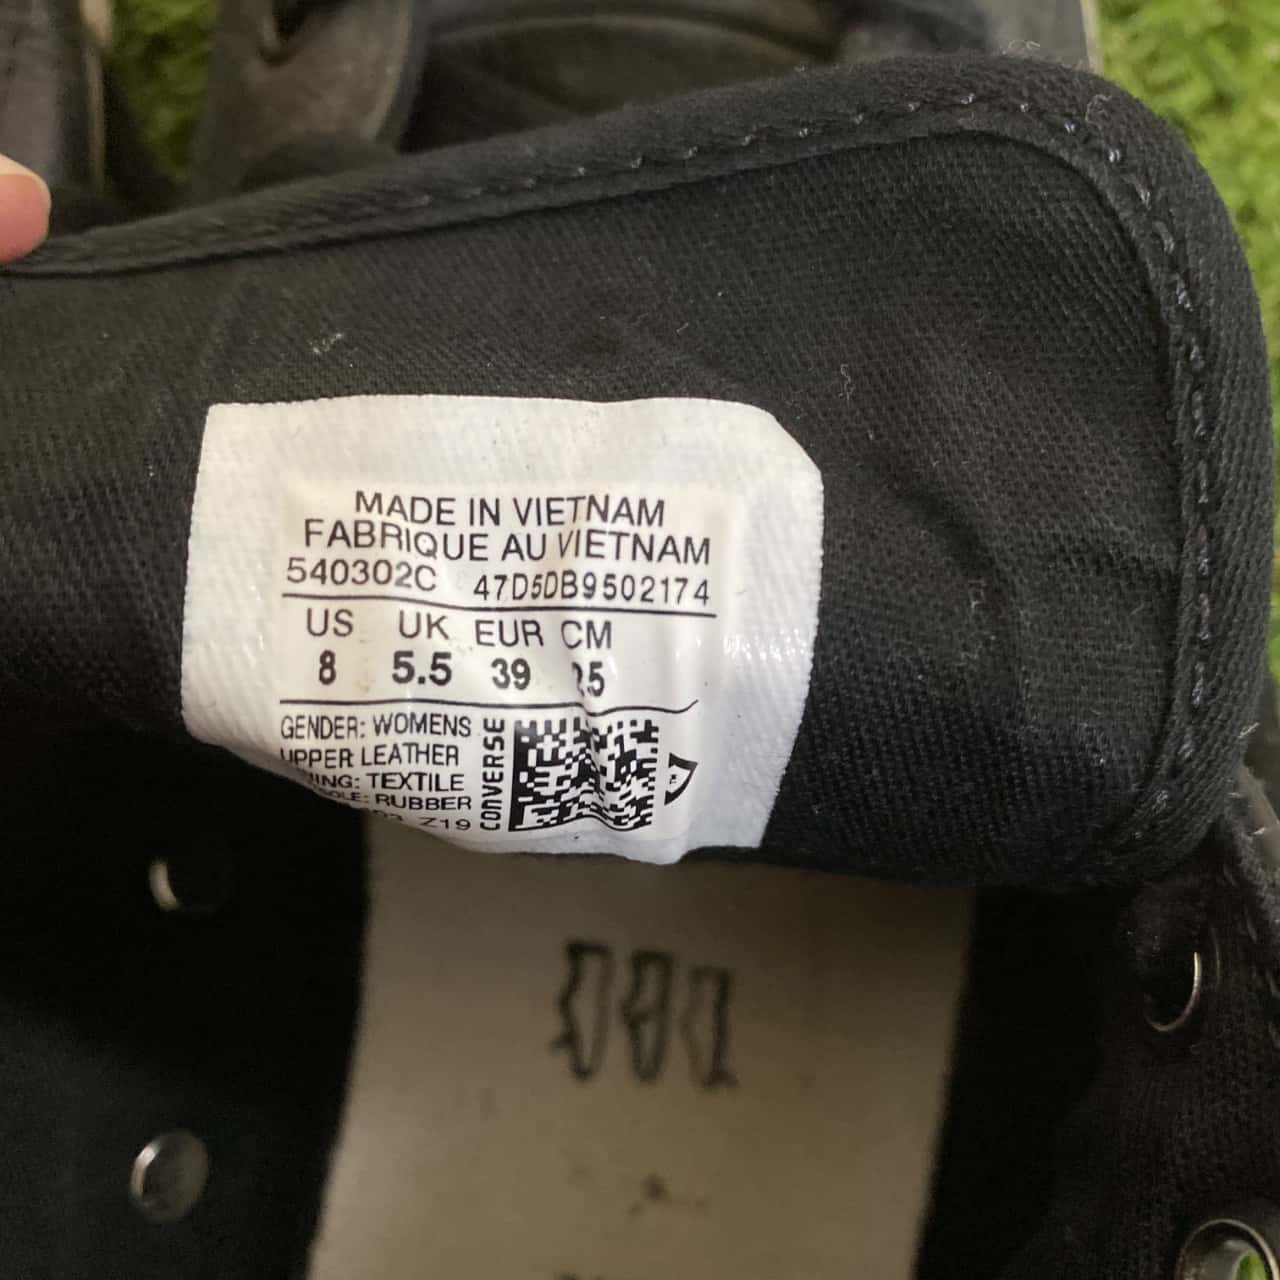 MADE IN VIETNAM
FABRIQUE AU VIETNAM
540302C 47D5DB9502174
US UK EUR CM
8 5.5 39 25
GENDER: WOMENS
UPPER: LEATHER
LINING: TEXTILE
RUBBER
Z19
CONVERSE